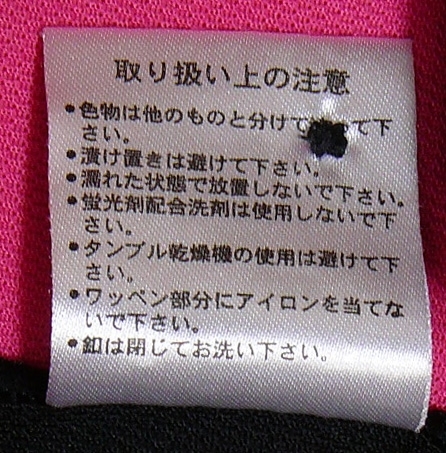 取り扱い上の注意
●色物は他のものと分けて て下
さい。
●漬け置きは避けて下さい。
●濡れた状態で放置しないで下さい。
●蛍光剤配合洗剤は使用しないで下
さい。
●タンブル乾燥機の使用は避けて下
さい。
●ワッペン部分にアイロンを当てな
いで下さい。
●釦は閉じてお洗い下さい。